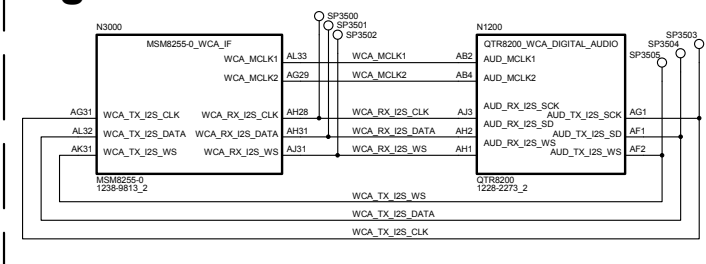 SP3500
SP3501
SP3502
SP3503
SP3504
SP3505
N3000
MSM8255-0_WCA_IF
WCA_MCLK1 AL33
WCA_MCLK2 AG29
AG31 WCA_TX_I2S_CLK WCA_RX_I2S_CLK AH28
AL32 WCA_TX_I2S_DATA WCA_RX_I2S_DATA AH31
AK31 WCA_TX_I2S_WS WCA_RX_I2S_WS AJ31
MSM8255-0
1238-9813_2
WCA_MCLK1
WCA_MCLK2
WCA_RX_I2S_CLK
WCA_RX_I2S_DATA
WCA_RX_I2S_WS
N1200
QTR8200_WCA_DIGITAL_AUDIO
AB2 AUD_MCLK1
AB4 AUD_MCLK2
AJ3 AUD_RX_I2S_SCK AUD_TX_I2S_SCK AG1
AH2 AUD_RX_I2S_SD AUD_TX_I2S_SD AF1
AH1 AUD_RX_I2S_WS AUD_TX_I2S_WS AF2
QTR8200
1228-2273_2
WCA_TX_I2S_WS
WCA_TX_I2S_DATA
WCA_TX_I2S_CLK